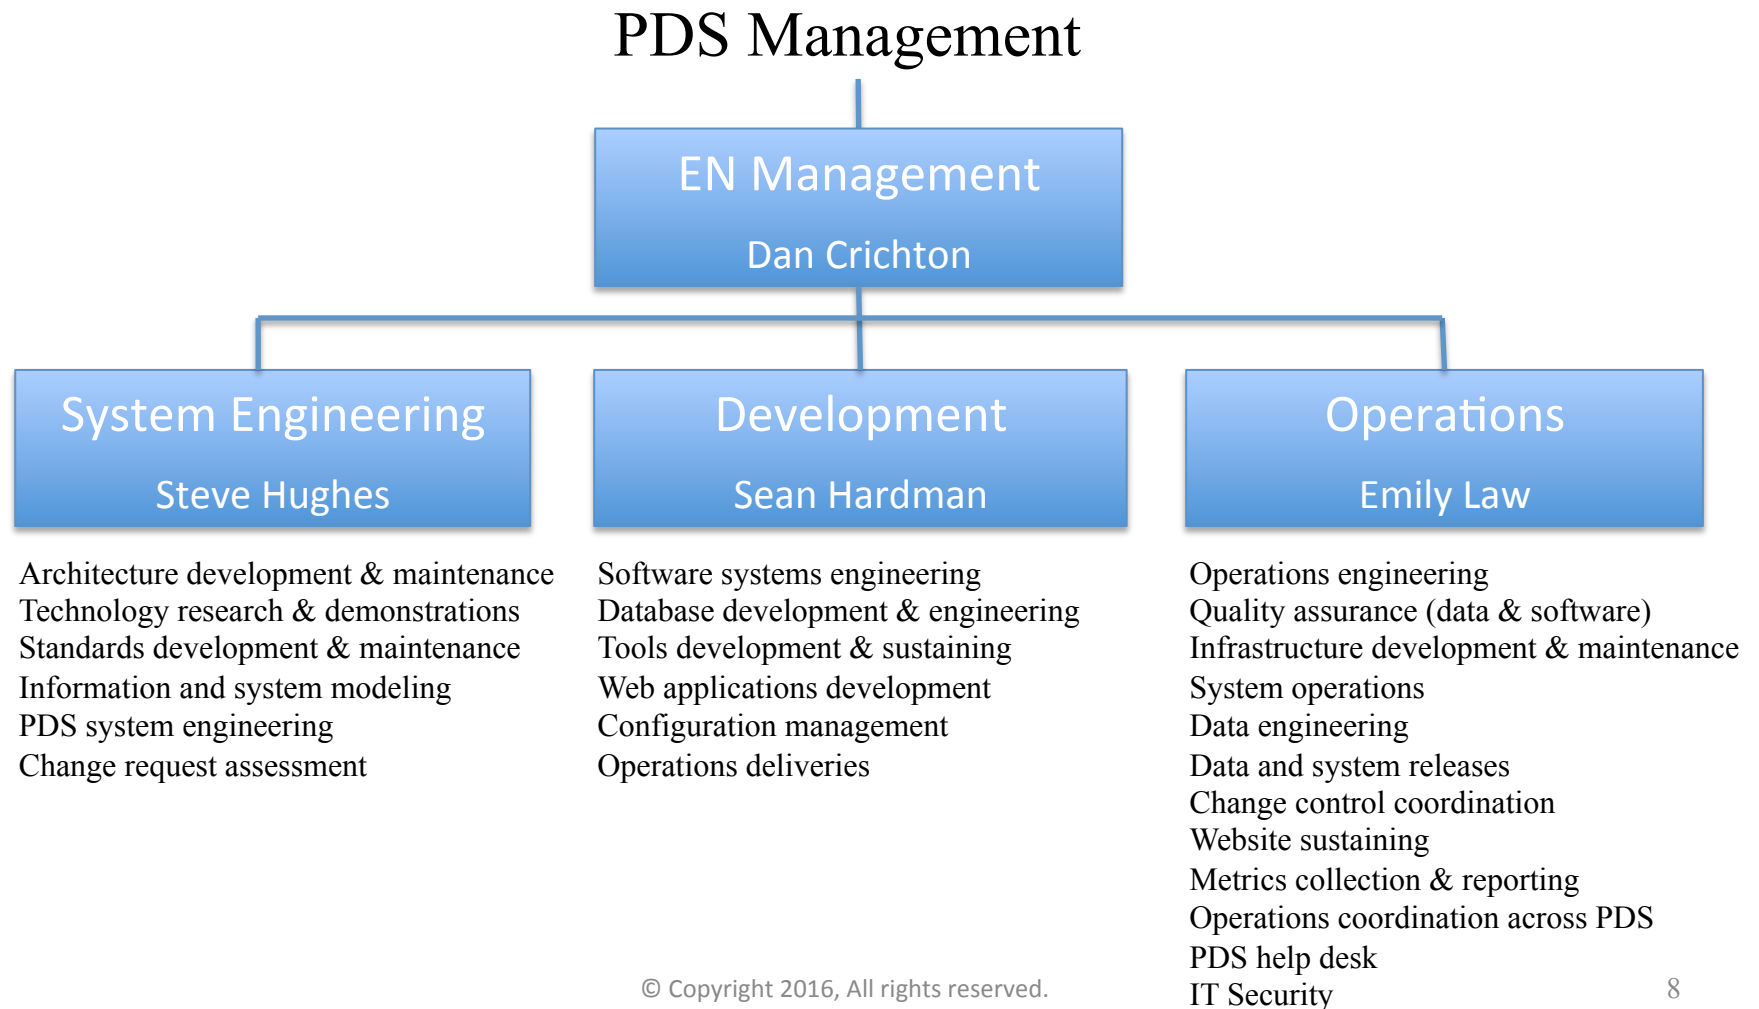 PDS Management
EN Management
Dan Crichton
System Engineering
Steve Hughes
Architecture development & maintenance
Technology research & demonstrations
Standards development & maintenance
Information and system modeling
PDS system engineering
Change request assessment
Development
Sean Hardman
Software systems engineering
Database development & engineering
Tools development & sustaining
Web applications development
Configuration management
Operations deliveries
Operations
Emily Law
Operations engineering
Quality assurance (data & software)
Infrastructure development & maintenance
System operations
Data engineering
Data and system releases
Change control coordination
Website sustaining
Metrics collection & reporting
Operations coordination across PDS
PDS help desk
IT Security
© Copyright 2016, All rights reserved.
8